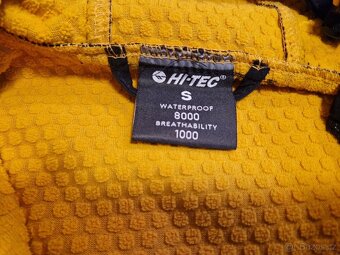 HI-TEC®
S
WATERPROOF
8000
BREATHABILITY
1000